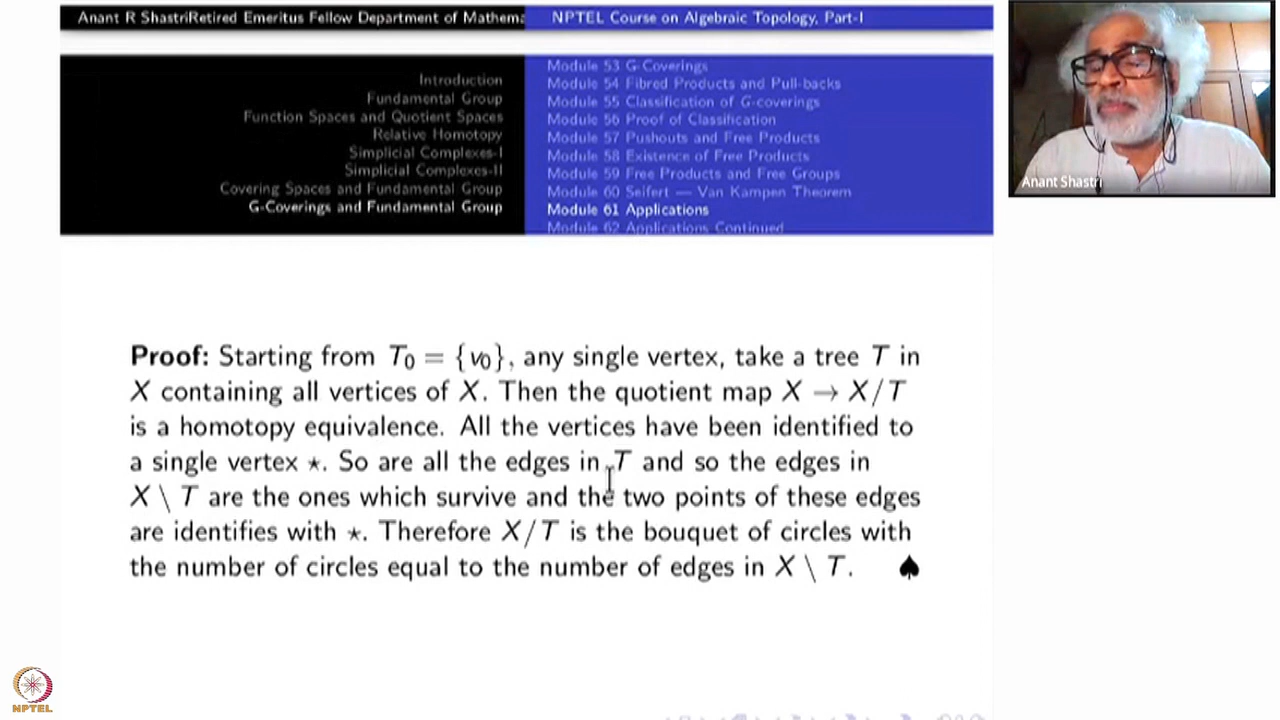 Anant R ShastriRetired Emeritus Fellow Department of Mathema
NPTEL Course on Algebraic Topology, Part-I
Introduction
Fundamental Group
Function Spaces and Quotient Spaces
Relative Homotopy
Simplicial Complexes-I
Simplicial Complexes-II
Covering Spaces and Fundamental Group
G-Coverings and Fundamental Group
Module 53 G-Coverings
Module 54 Fibred Products and Pull-backs
Module 55 Classification of G-coverings
Module 56 Proof of Classification
Module 57 Pushouts and Free Products
Module 58 Existence of Free Products
Module 59 Free Products and Free Groups
Module 60 Seifert — Van Kampen Theorem
Module 61 Applications
Module 62 Applications Continued
Anant Shastri
Proof: Starting from T₀ = {v₀}, any single vertex, take a tree T in
X containing all vertices of X. Then the quotient map X → X/T
is a homotopy equivalence. All the vertices have been identified to
a single vertex ⋆. So are all the edges in T and so the edges in
X \ T are the ones which survive and the two points of these edges
are identifies with ⋆. Therefore X/T is the bouquet of circles with
the number of circles equal to the number of edges in X \ T. ♠
NPTEL